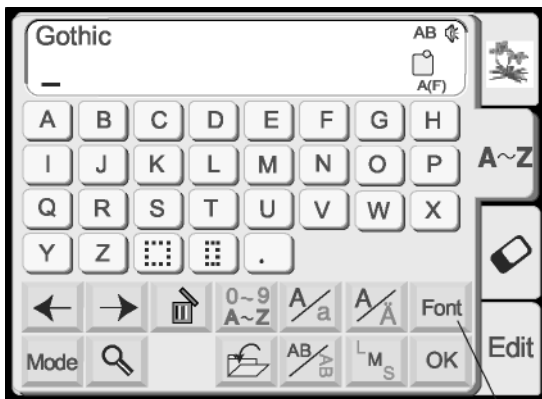 Gothic AB
A(F)
A B C D E F G H
I J K L M N O P A~Z
Q R S T U V W X
Y Z .
0~9 A~Z A/a A/Ä Font
Mode AB/AB L M S OK Edit